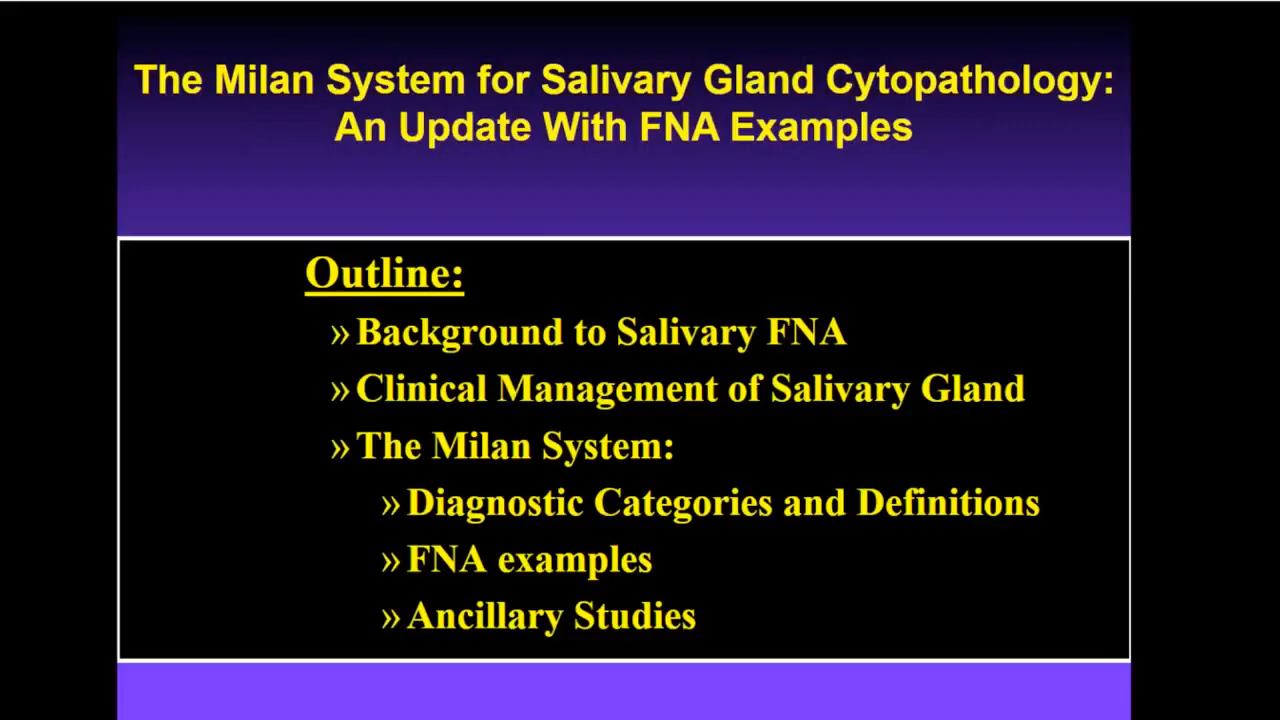 The Milan System for Salivary Gland Cytopathology:
An Update With FNA Examples
Outline:
» Background to Salivary FNA
» Clinical Management of Salivary Gland
» The Milan System:
» Diagnostic Categories and Definitions
» FNA examples
» Ancillary Studies